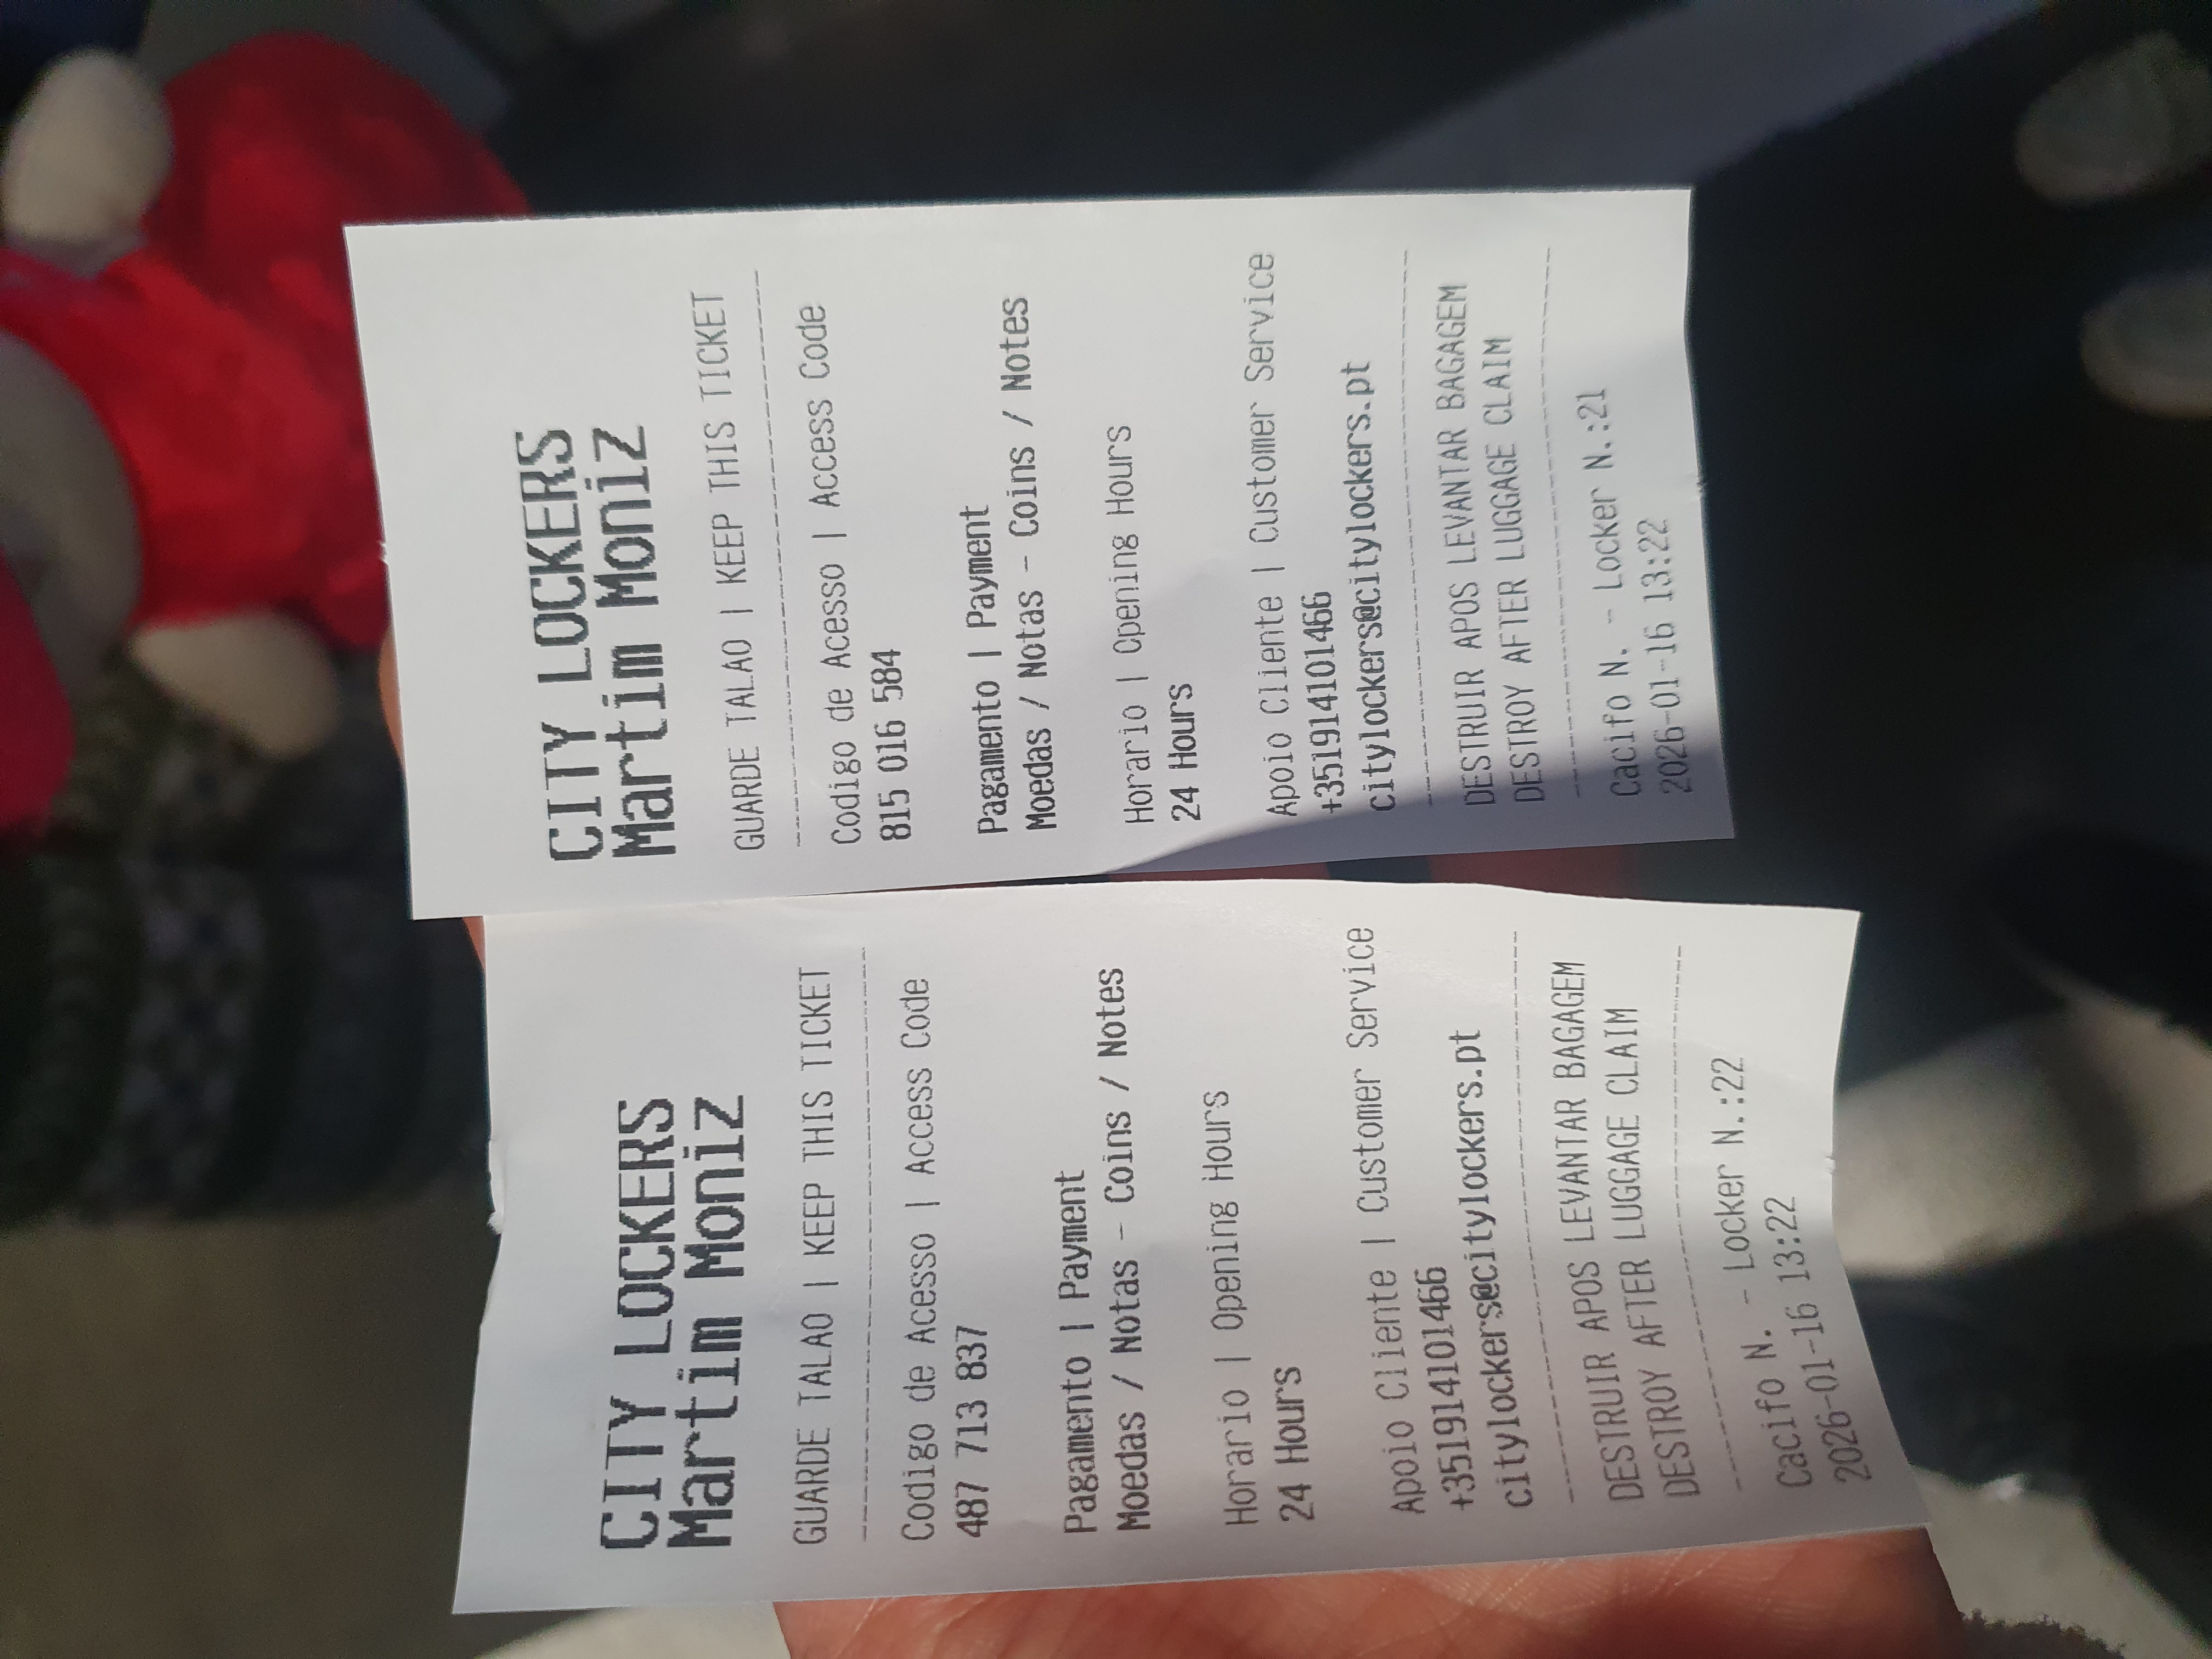 CITY LOCKERS
Martim Moniz
GUARDE TALAO | KEEP THIS TICKET
Codigo de Acesso | Access Code
487 713 837
Pagamento | Payment
Moedas / Notas - Coins / Notes
Horario | Opening Hours
24 Hours
Apoio Cliente | Customer Service
+351914101466
citylockers@citylockers.pt
DESTRUIR APOS LEVANTAR BAGAGEM
DESTROY AFTER LUGGAGE CLAIM
Cacifo N. - Locker N.:22
2026-01-16 13:22
CITY LOCKERS
Martim Moniz
GUARDE TALAO | KEEP THIS TICKET
Codigo de Acesso | Access Code
815 016 584
Pagamento | Payment
Moedas / Notas - Coins / Notes
Horario | Opening Hours
24 Hours
Apoio Cliente | Customer Service
+351914101466
citylockers@citylockers.pt
DESTRUIR APOS LEVANTAR BAGAGEM
DESTROY AFTER LUGGAGE CLAIM
Cacifo N. - Locker N.:21
2026-01-16 13:22